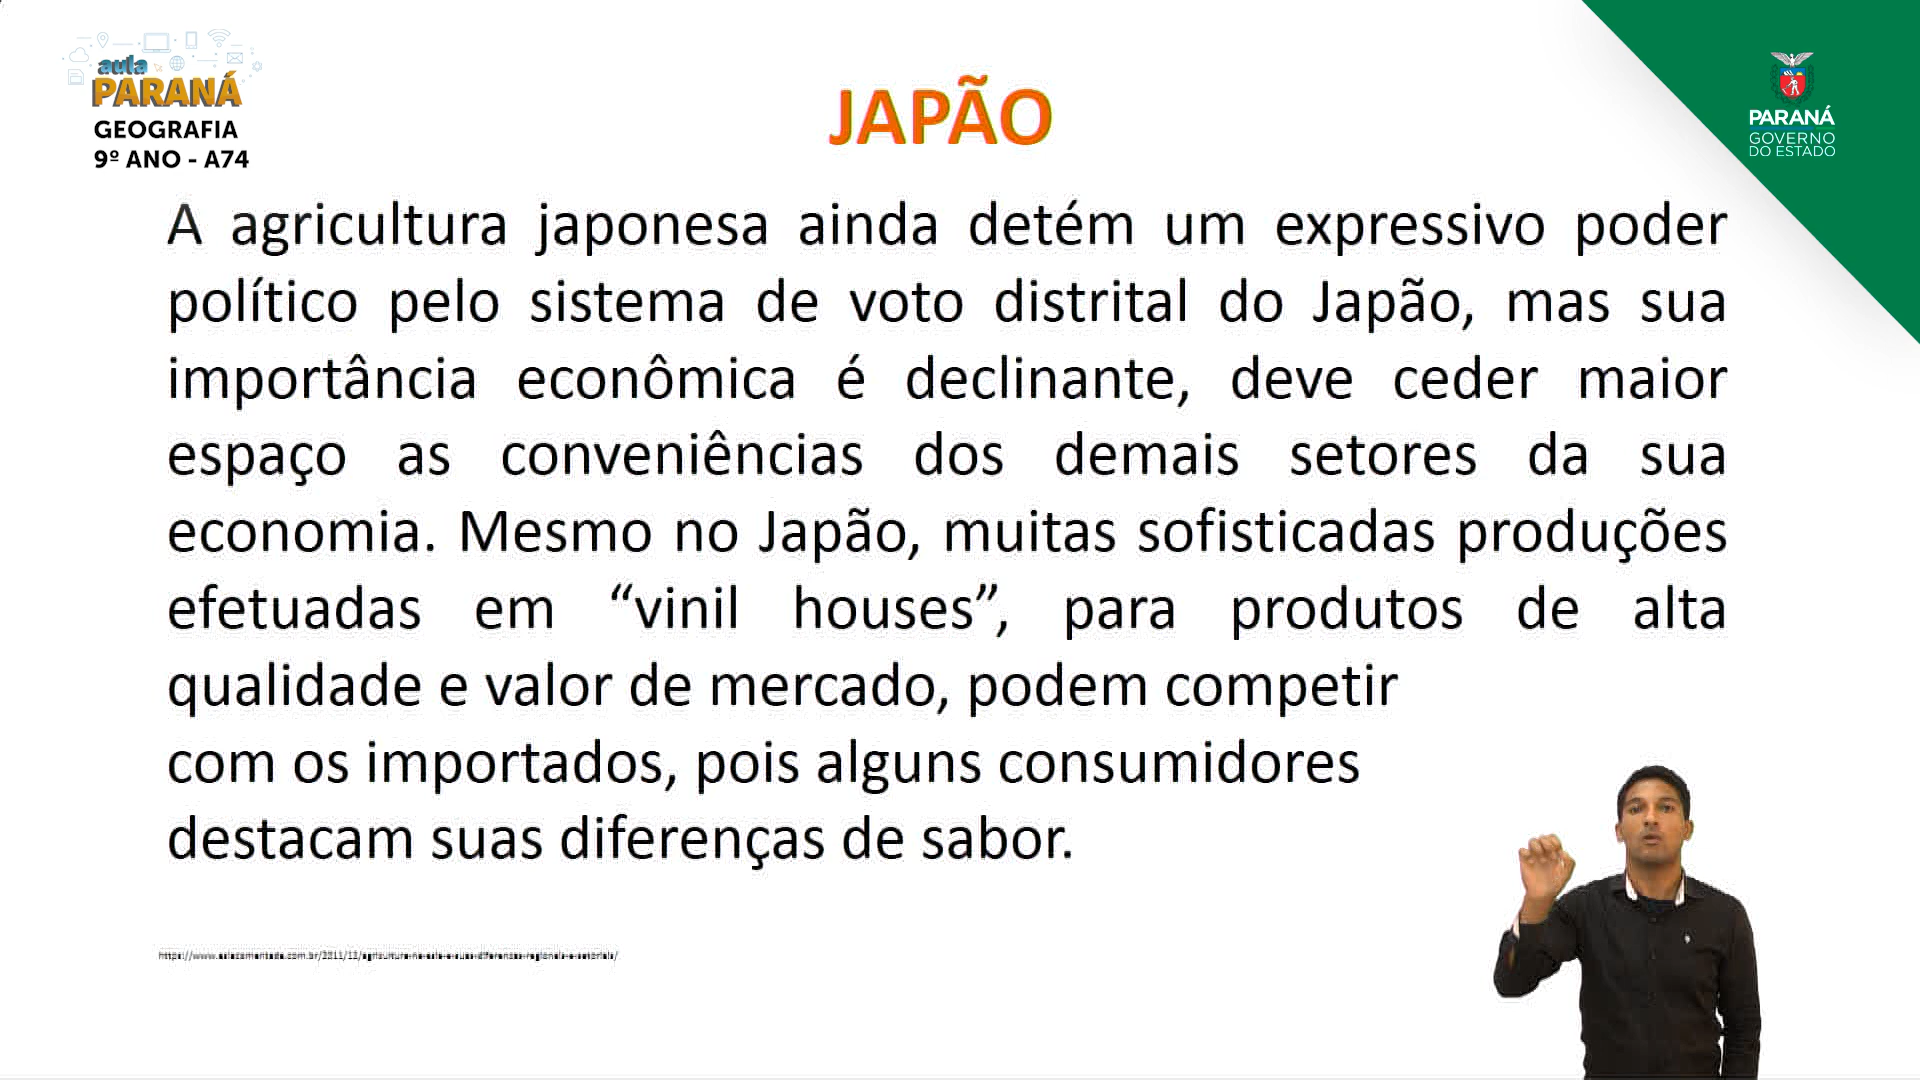 aula
PARANÁ
GEOGRAFIA
9º ANO - A74
JAPÃO
PARANÁ
GOVERNO
DO ESTADO
A agricultura japonesa ainda detém um expressivo poder
político pelo sistema de voto distrital do Japão, mas sua
importância econômica é declinante, deve ceder maior
espaço as conveniências dos demais setores da sua
economia. Mesmo no Japão, muitas sofisticadas produções
efetuadas em “vinil houses”, para produtos de alta
qualidade e valor de mercado, podem competir
com os importados, pois alguns consumidores
destacam suas diferenças de sabor.